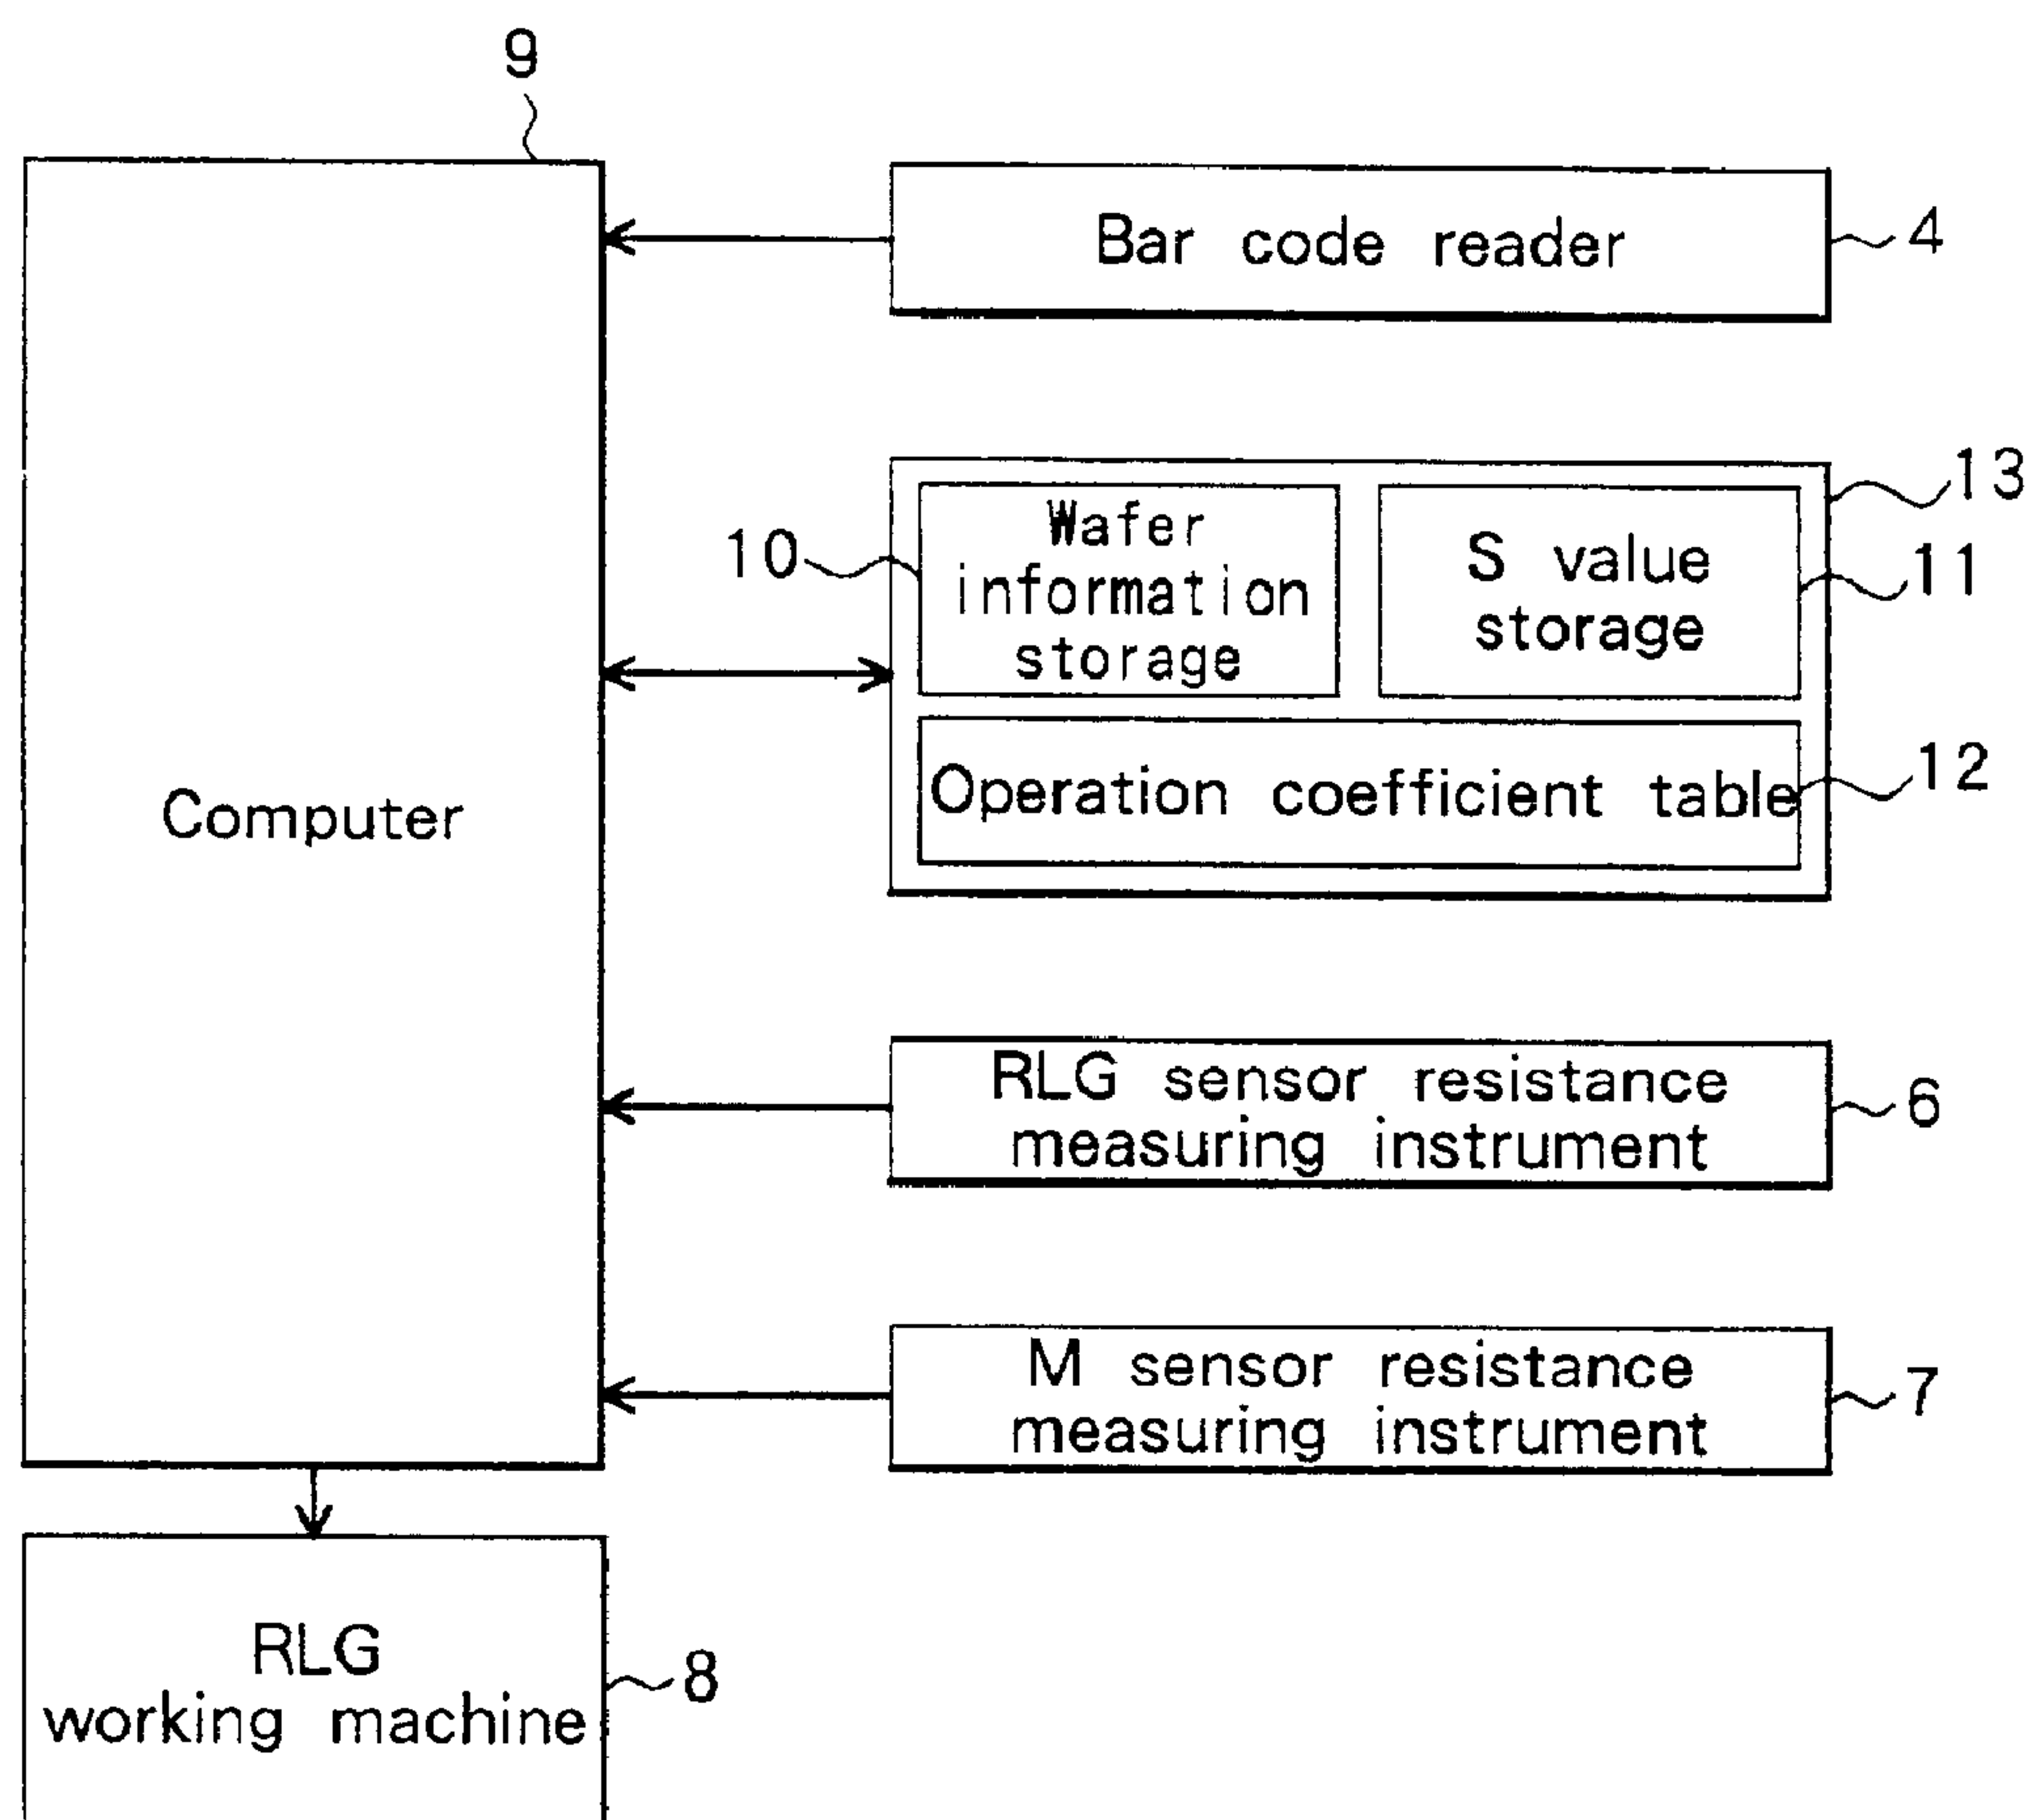 9
Bar code reader
4
13
Wafer
information
storage
10
S value
storage
11
Operation coefficient table
12
Computer
RLG sensor resistance
measuring instrument
6
M sensor resistance
measuring instrument
7
RLG
working machine
8